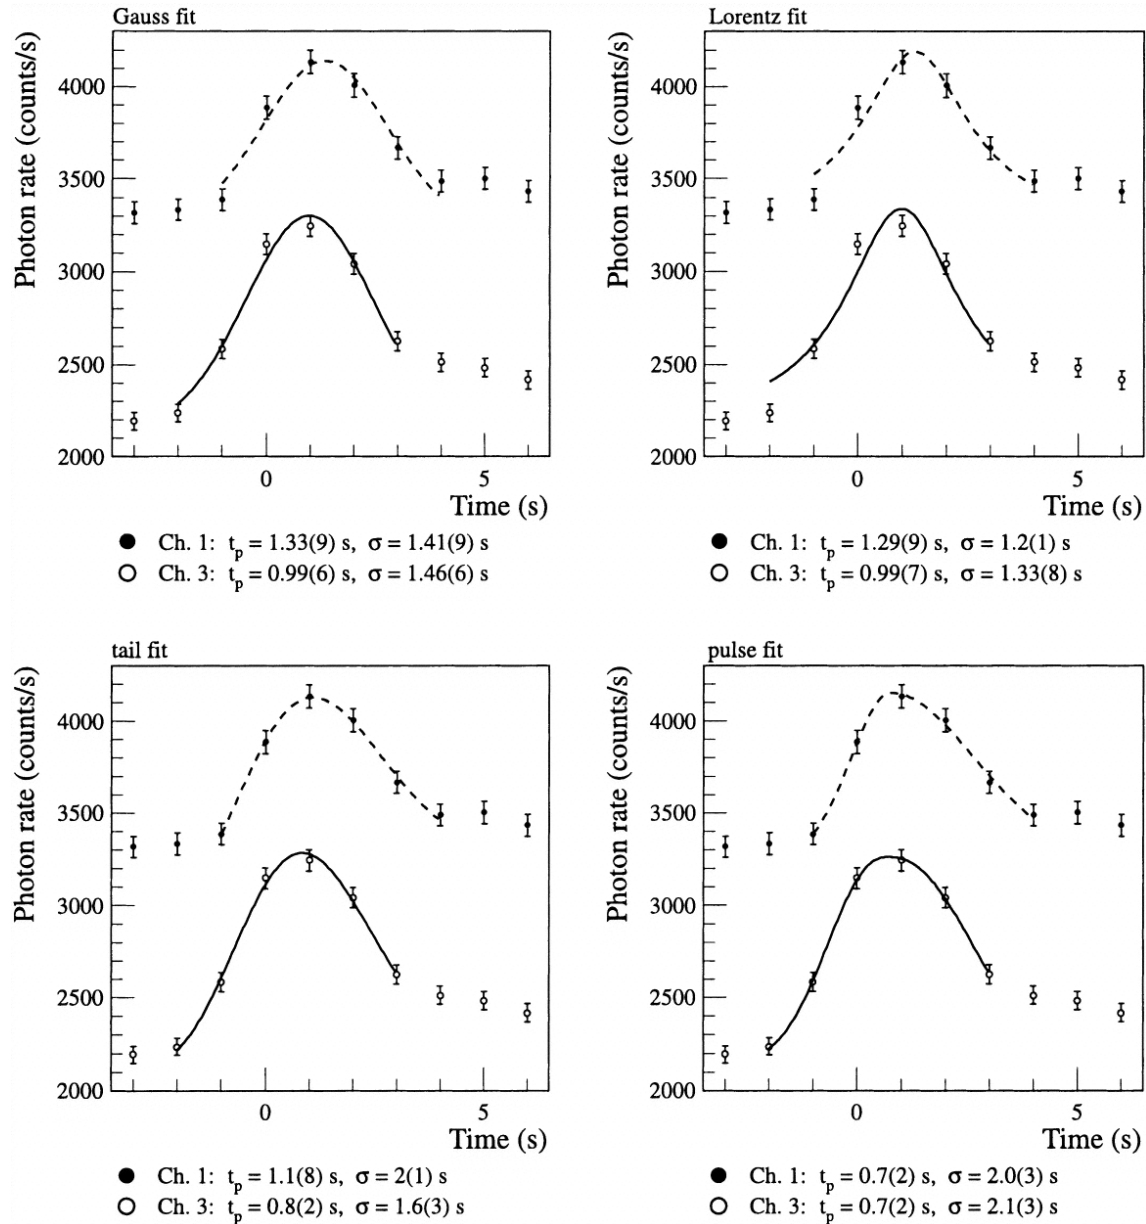 Gauss fit
Photon rate (counts/s)
4000
3500
3000
2500
2000
0 5
Time (s)
Ch. 1: tp = 1.33(9) s, σ = 1.41(9) s
Ch. 3: tp = 0.99(6) s, σ = 1.46(6) s
Lorentz fit
Photon rate (counts/s)
4000
3500
3000
2500
2000
0 5
Time (s)
Ch. 1: tp = 1.29(9) s, σ = 1.2(1) s
Ch. 3: tp = 0.99(7) s, σ = 1.33(8) s
tail fit
Photon rate (counts/s)
4000
3500
3000
2500
2000
0 5
Time (s)
Ch. 1: tp = 1.1(8) s, σ = 2(1) s
Ch. 3: tp = 0.8(2) s, σ = 1.6(3) s
pulse fit
Photon rate (counts/s)
4000
3500
3000
2500
2000
0 5
Time (s)
Ch. 1: tp = 0.7(2) s, σ = 2.0(3) s
Ch. 3: tp = 0.7(2) s, σ = 2.1(3) s